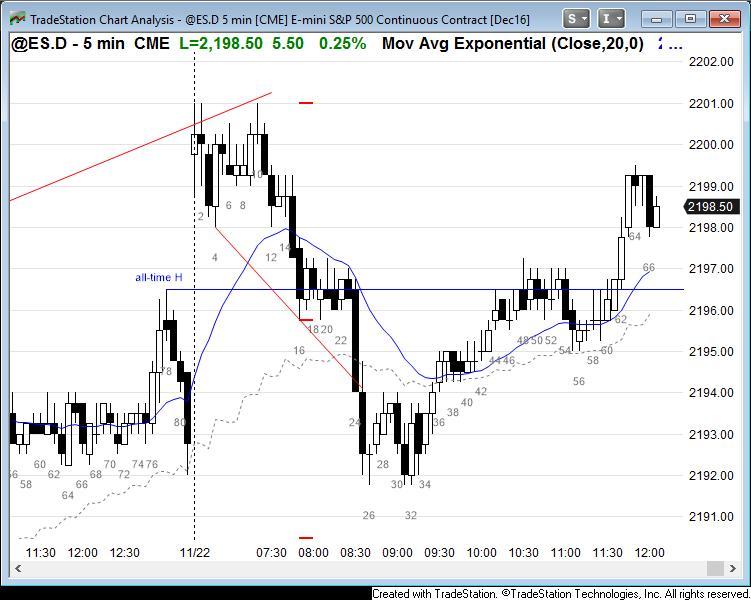 TradeStation Chart Analysis - @ES.D 5 min [CME] E-mini S&P 500 Continuous Contract [Dec16]
S I
@ES.D - 5 min CME L=2,198.50 5.50 0.25% Mov Avg Exponential (Close,20,0) ...
2202.00
2201.00
2200.00
2199.00
2198.50
2198.00
2197.00
2196.00
2195.00
2194.00
2193.00
2192.00
2191.00
all-time H
58 60 62 64 66 68 70 72 74 76 78 80
2 4 6 8 10 12 14 16 18 20 22 24 26 28 30 32 34 36 38 40 42 44 46 48 50 52 54 56 58 60 62 64 66
11:30 12:00 12:30 11/22 07:30 08:00 08:30 09:00 09:30 10:00 10:30 11:00 11:30 12:00
Created with TradeStation. ©TradeStation Technologies, Inc. All rights reserved.